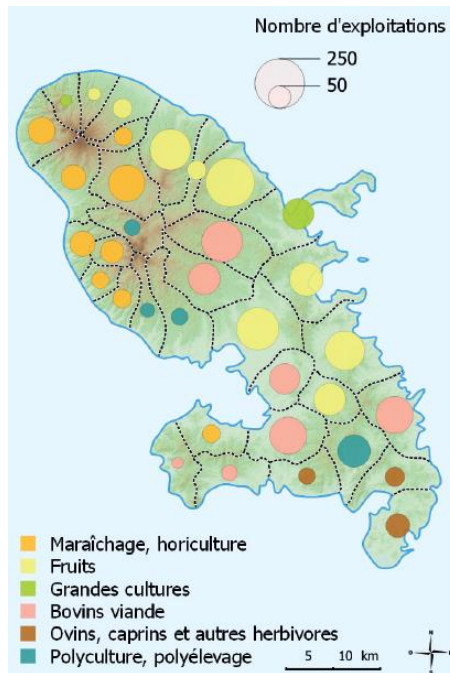 Nombre d'exploitations
250
50
Maraîchage, horiculture
Fruits
Grandes cultures
Bovins viande
Ovins, caprins et autres herbivores
Polyculture, polyélevage
5 10 km
N
O E
S